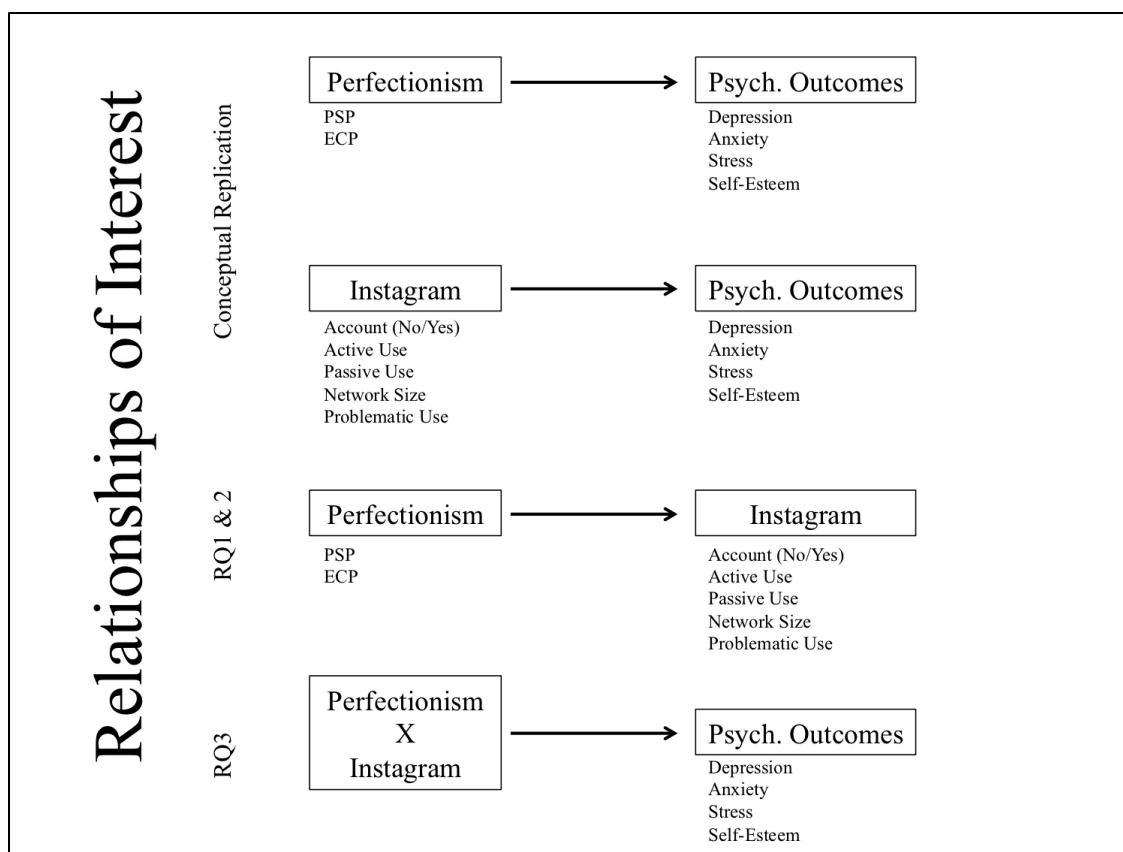 Relationships of Interest
Conceptual Replication
Perfectionism
PSP
ECP
Psych. Outcomes
Depression
Anxiety
Stress
Self-Esteem
Instagram
Account (No/Yes)
Active Use
Passive Use
Network Size
Problematic Use
Psych. Outcomes
Depression
Anxiety
Stress
Self-Esteem
RQ1 & 2
Perfectionism
PSP
ECP
Instagram
Account (No/Yes)
Active Use
Passive Use
Network Size
Problematic Use
RQ3
Perfectionism
X
Instagram
Psych. Outcomes
Depression
Anxiety
Stress
Self-Esteem